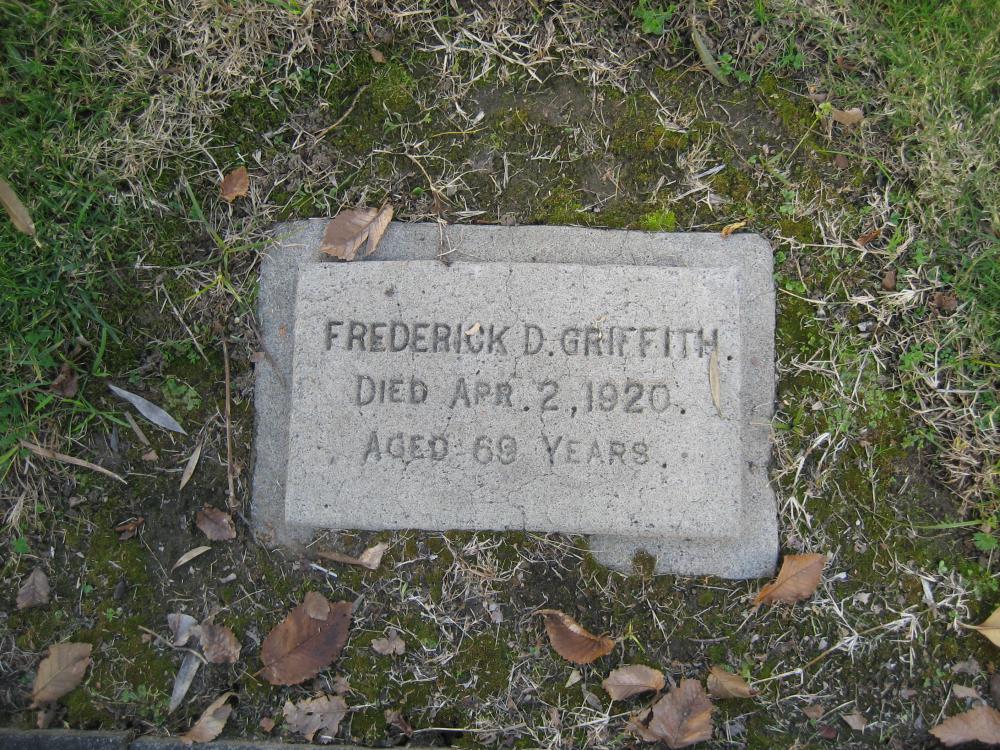 FREDERICK D. GRIFFITH.
DIED APR. 2, 1920.
AGED 69 YEARS.